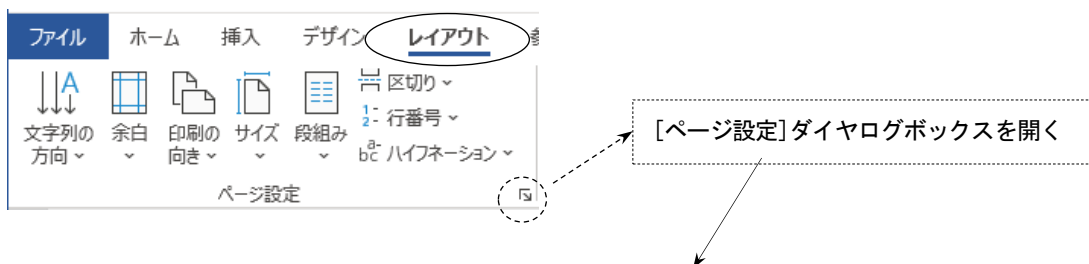 ファイル ホーム 挿入 デザイン レイアウト
文字列の方向 余白 印刷の向き サイズ 段組み
区切り
行番号
ハイフネーション
ページ設定
[ページ設定]ダイヤログボックスを開く